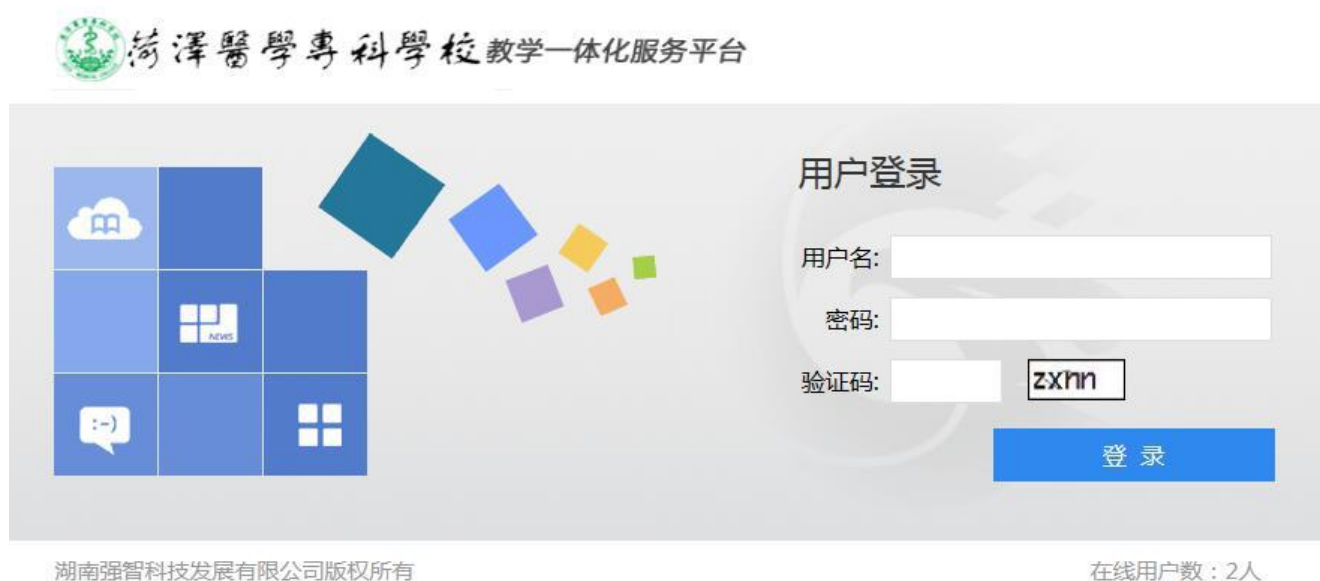 菏澤醫學專科學校教学一体化服务平台
用户登录
用户名:
密码:
NEWS
验证码: zxhn
:-)
登 录
湖南强智科技发展有限公司版权所有 在线用户数：2人